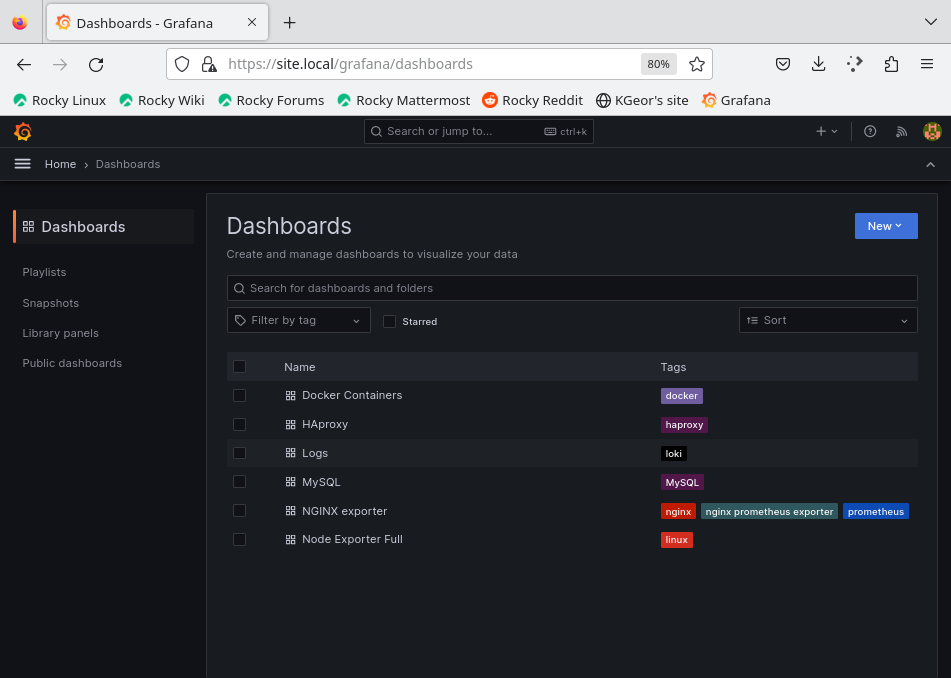 Dashboards - Grafana
https://site.local/grafana/dashboards 80%
Rocky Linux Rocky Wiki Rocky Forums Rocky Mattermost Rocky Reddit KGeor's site Grafana
Search or jump to... ctrl+k
Home › Dashboards
Dashboards
Playlists
Snapshots
Library panels
Public dashboards
Dashboards
New
Create and manage dashboards to visualize your data
Search for dashboards and folders
Filter by tag Starred Sort
Name Tags
Docker Containers docker
HAproxy haproxy
Logs loki
MySQL MySQL
NGINX exporter nginx nginx prometheus exporter prometheus
Node Exporter Full linux